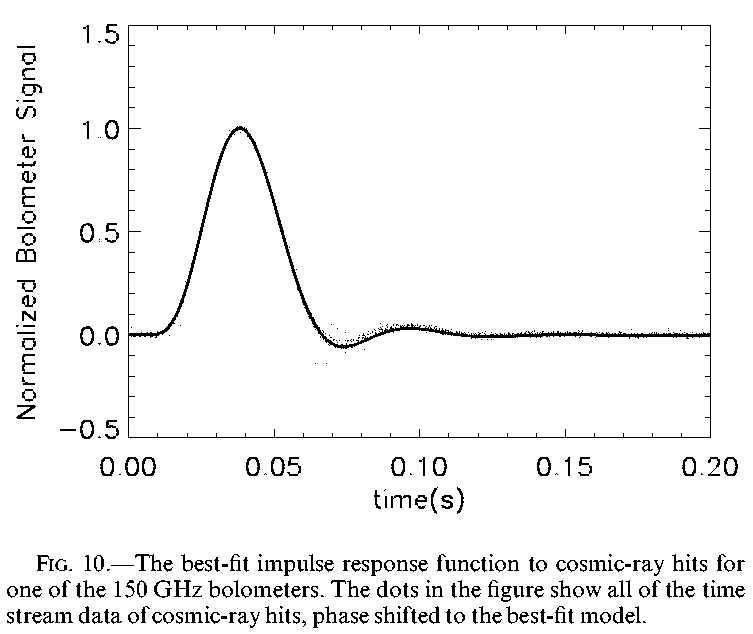 1.5
1.0
0.5
0.0
−0.5
Normalized Bolometer Signal
0.00 0.05 0.10 0.15 0.20
time(s)
FIG. 10.—The best-fit impulse response function to cosmic-ray hits for
one of the 150 GHz bolometers. The dots in the figure show all of the time
stream data of cosmic-ray hits, phase shifted to the best-fit model.